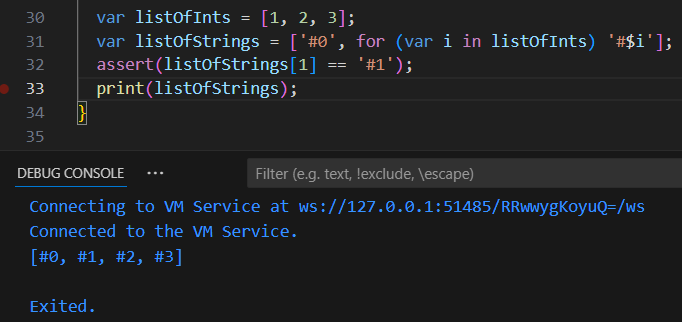 30 var listOfInts = [1, 2, 3];
31 var listOfStrings = ['#0', for (var i in listOfInts) '#$i'];
32 assert(listOfStrings[1] == '#1');
33 print(listOfStrings);
34 }
35
DEBUG CONSOLE ··· Filter (e.g. text, !exclude, \escape)
Connecting to VM Service at ws://127.0.0.1:51485/RRwwygKoyuQ=/ws
Connected to the VM Service.
[#0, #1, #2, #3]
Exited.